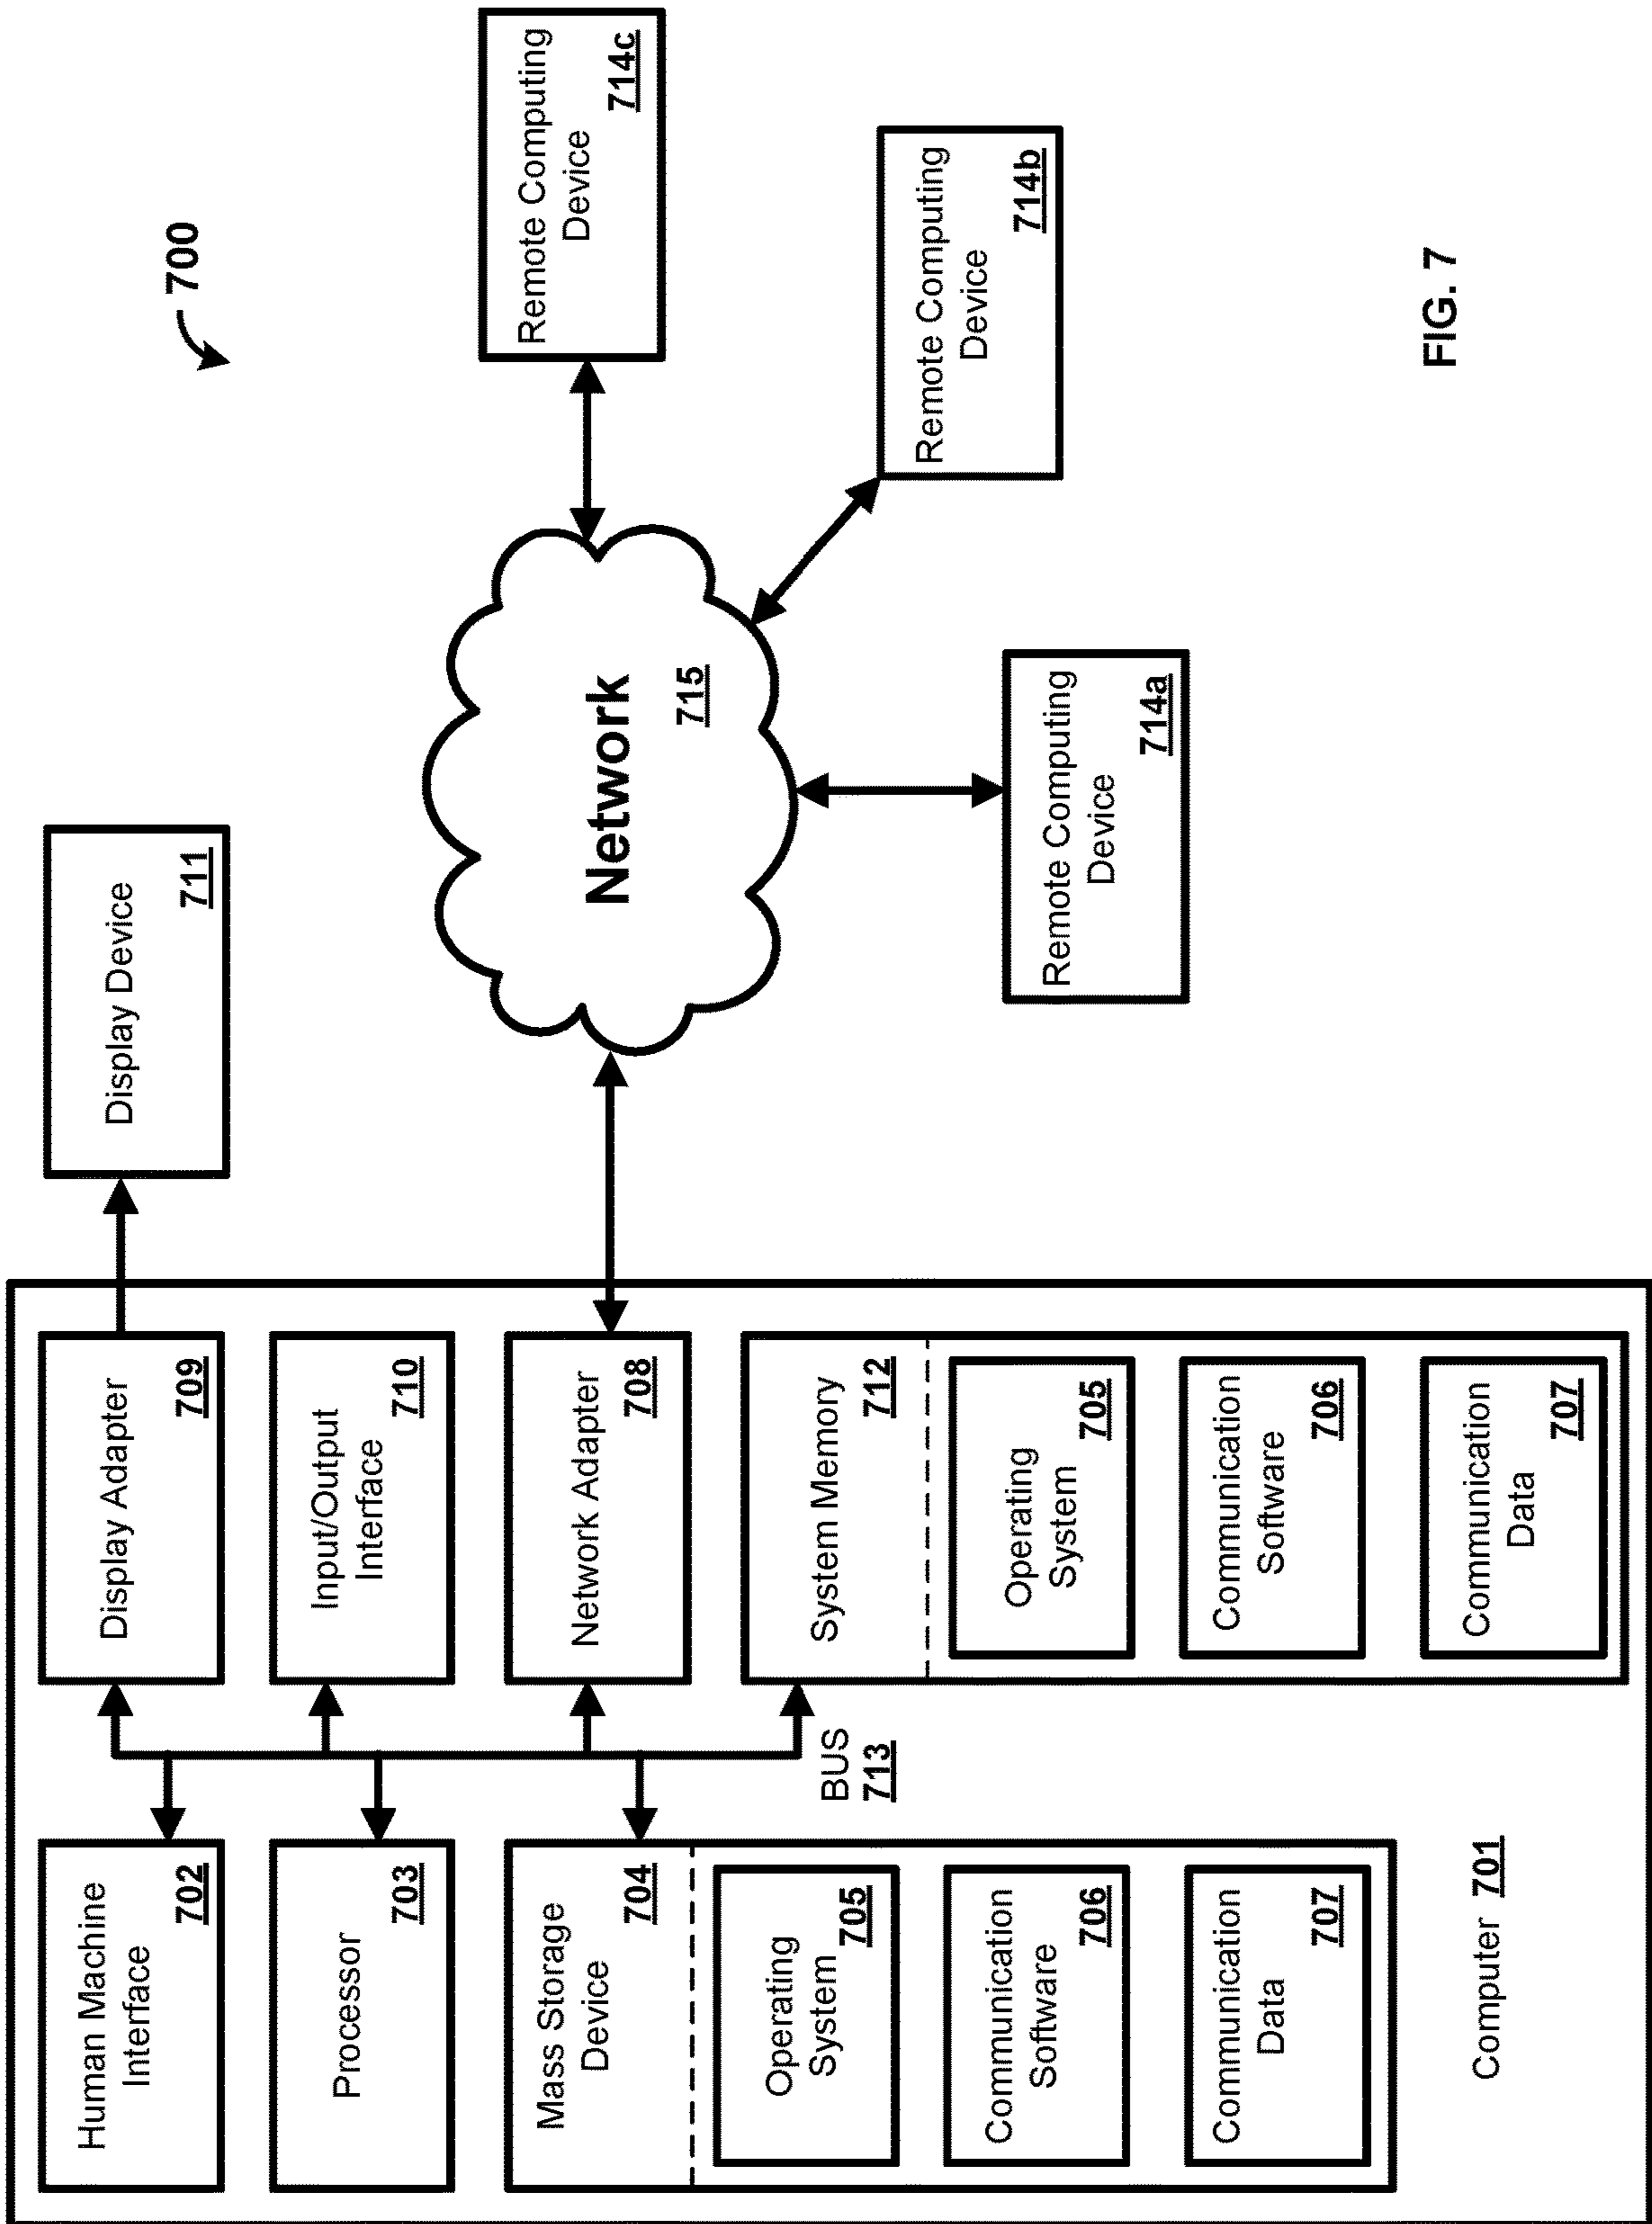 700
Human Machine
Interface
702
Processor
703
Mass Storage
Device
704
Operating
System
705
Communication
Software
706
Communication
Data
707
Computer 701
BUS
713
Display Adapter
709
Input/Output
Interface
710
Network Adapter
708
System Memory
712
Operating
System
705
Communication
Software
706
Communication
Data
707
Display Device
711
Network
715
Remote Computing
Device
714a
Remote Computing
Device
714b
Remote Computing
Device
714c
FIG. 7